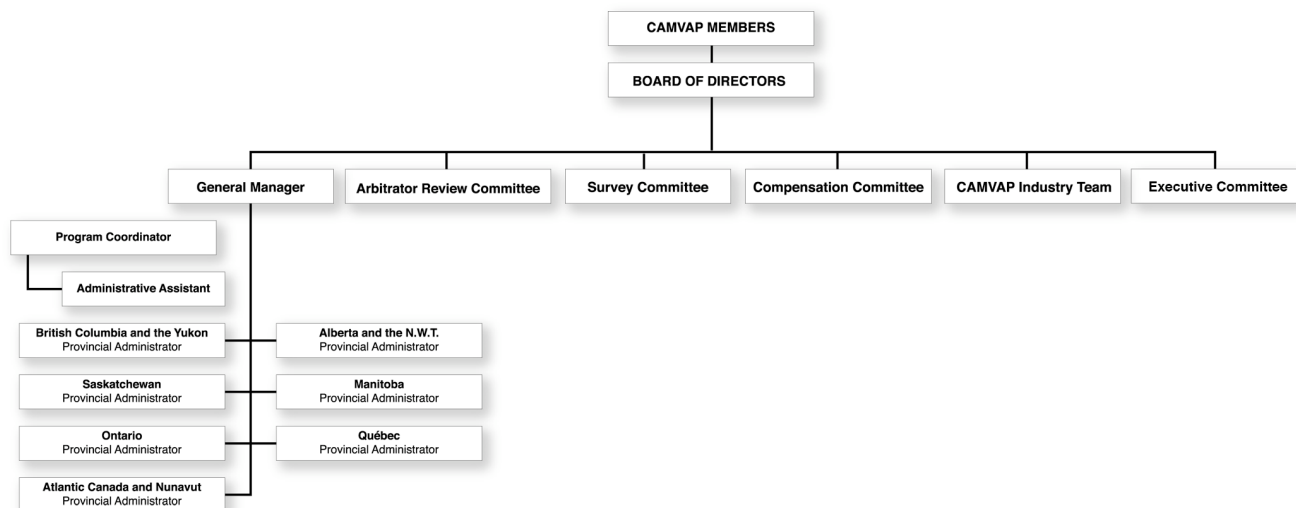 CAMVAP MEMBERS
BOARD OF DIRECTORS
General Manager
Arbitrator Review Committee
Survey Committee
Compensation Committee
CAMVAP Industry Team
Executive Committee
Program Coordinator
Administrative Assistant
British Columbia and the Yukon
Provincial Administrator
Alberta and the N.W.T.
Provincial Administrator
Saskatchewan
Provincial Administrator
Manitoba
Provincial Administrator
Ontario
Provincial Administrator
Québec
Provincial Administrator
Atlantic Canada and Nunavut
Provincial Administrator